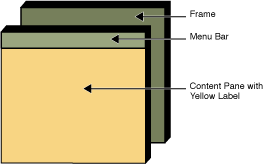 Frame
Menu Bar
Content Pane with
Yellow Label